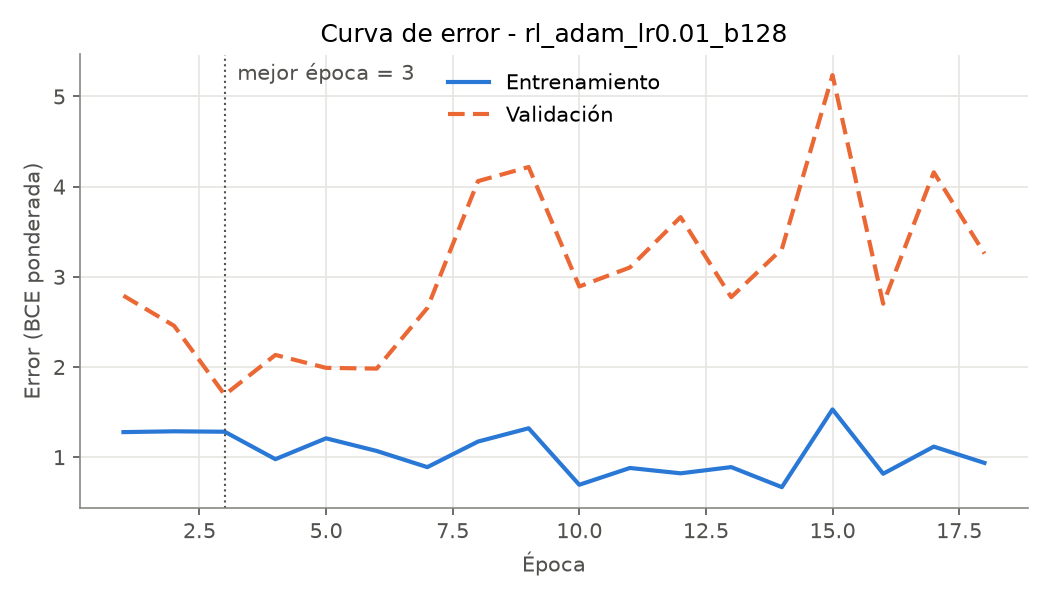 Curva de error - rl_adam_lr0.01_b128
mejor época = 3
Entrenamiento
Validación
Error (BCE ponderada)
5
4
3
2
1
2.5
5.0
7.5
10.0
12.5
15.0
17.5
Época